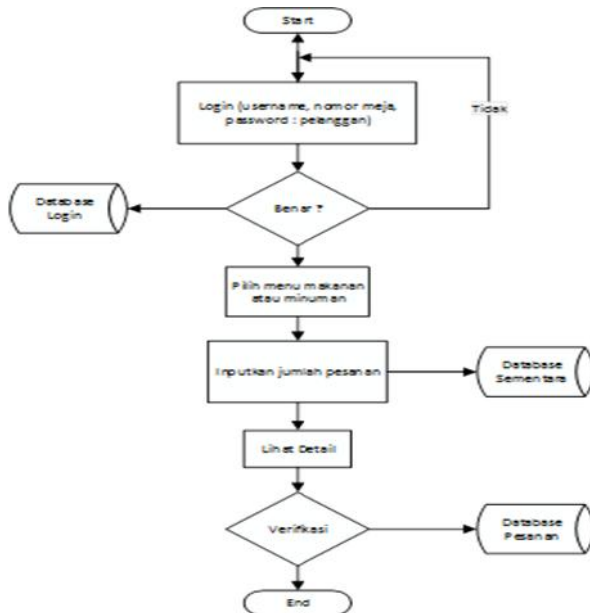 Start
Login (username, nomor meja,
password : pelanggan)
Tidak
Benar ?
Database
Login
Pilih menu makanan
atau minuman
Inputkan jumlah pesanan
Database
Sementara
Lihat Detail
Verifikasi
Database
Pesanan
End